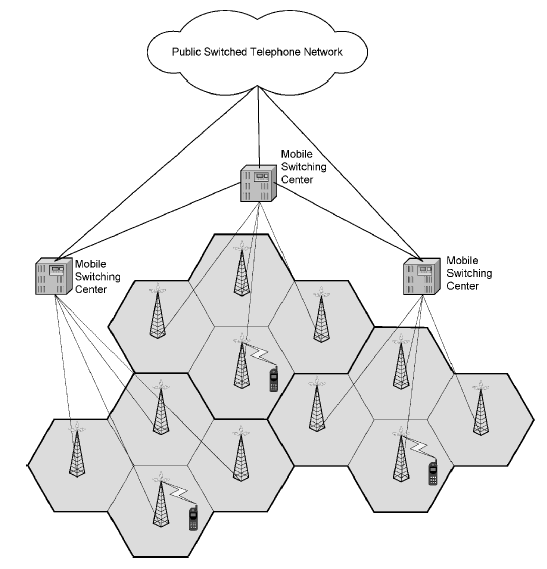 Public Switched Telephone Network
Mobile
Switching
Center
Mobile
Switching
Center
Mobile
Switching
Center